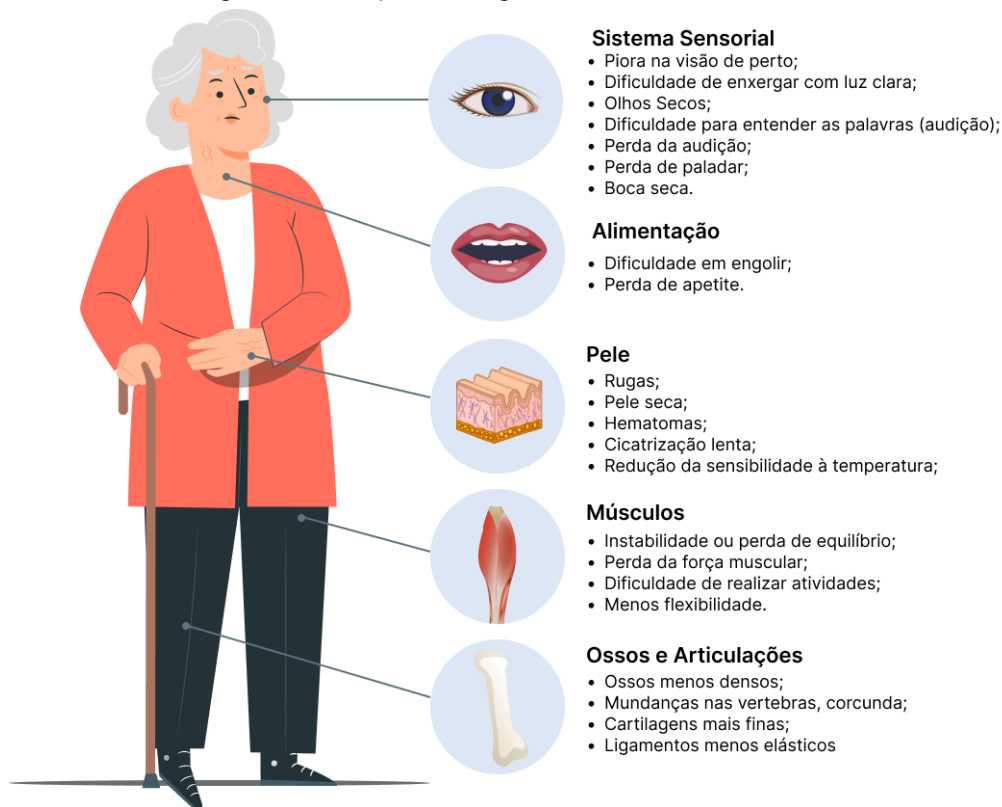 Sistema Sensorial
• Piora na visão de perto;
• Dificuldade de enxergar com luz clara;
• Olhos Secos;
• Dificuldade para entender as palavras (audição);
• Perda da audição;
• Perda de paladar;
• Boca seca.
Alimentação
• Dificuldade em engolir;
• Perda de apetite.
Pele
• Rugas;
• Pele seca;
• Hematomas;
• Cicatrização lenta;
• Redução da sensibilidade à temperatura;
Músculos
• Instabilidade ou perda de equilíbrio;
• Perda da força muscular;
• Dificuldade de realizar atividades;
• Menos flexibilidade.
Ossos e Articulações
• Ossos menos densos;
• Mundanças nas vertebras, corcunda;
• Cartilagens mais finas;
• Ligamentos menos elásticos